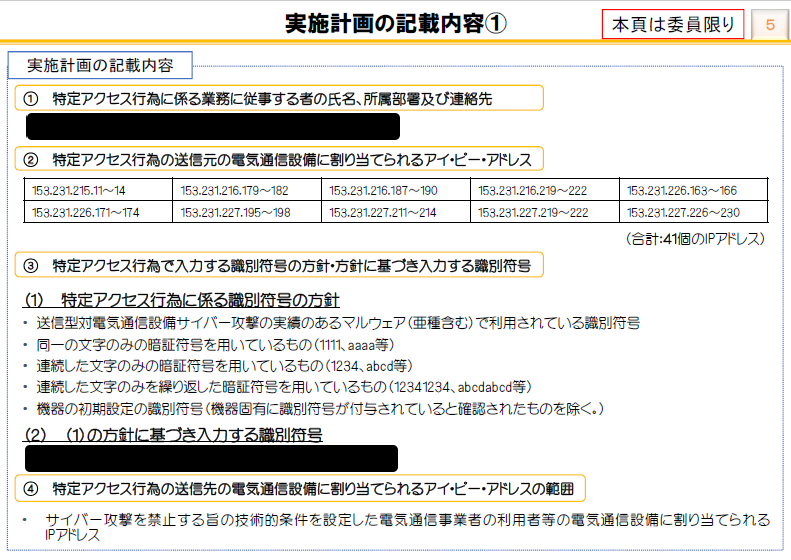 実施計画の記載内容①
本頁は委員限り
5
実施計画の記載内容
① 特定アクセス行為に係る業務に従事する者の氏名、所属部署及び連絡先
② 特定アクセス行為の送信元の電気通信設備に割り当てられるアイ・ピー・アドレス
153.231.215.11～14 153.231.216.179～182 153.231.216.187～190 153.231.216.219～222 153.231.226.163～166
153.231.226.171～174 153.231.227.195～198 153.231.227.211～214 153.231.227.219～222 153.231.227.226～230
（合計：41個のIPアドレス）
③ 特定アクセス行為で入力する識別符号の方針・方針に基づき入力する識別符号
(1) 特定アクセス行為に係る識別符号の方針
・ 送信型対電気通信設備サイバー攻撃の実績のあるマルウェア（亜種含む）で利用されている識別符号
・ 同一の文字のみの暗証符号を用いているもの（1111、aaaa等）
・ 連続した文字のみの暗証符号を用いているもの（1234、abcd等）
・ 連続した文字のみを繰り返した暗証符号を用いているもの（12341234、abcdabcd等）
・ 機器の初期設定の識別符号（機器固有に識別符号が付与されていると確認されたものを除く。）
(2) (1)の方針に基づき入力する識別符号
④ 特定アクセス行為の送信先の電気通信設備に割り当てられるアイ・ピー・アドレスの範囲
・ サイバー攻撃を禁止する旨の技術的条件を設定した電気通信事業者の利用者等の電気通信設備に割り当てられる
IPアドレス